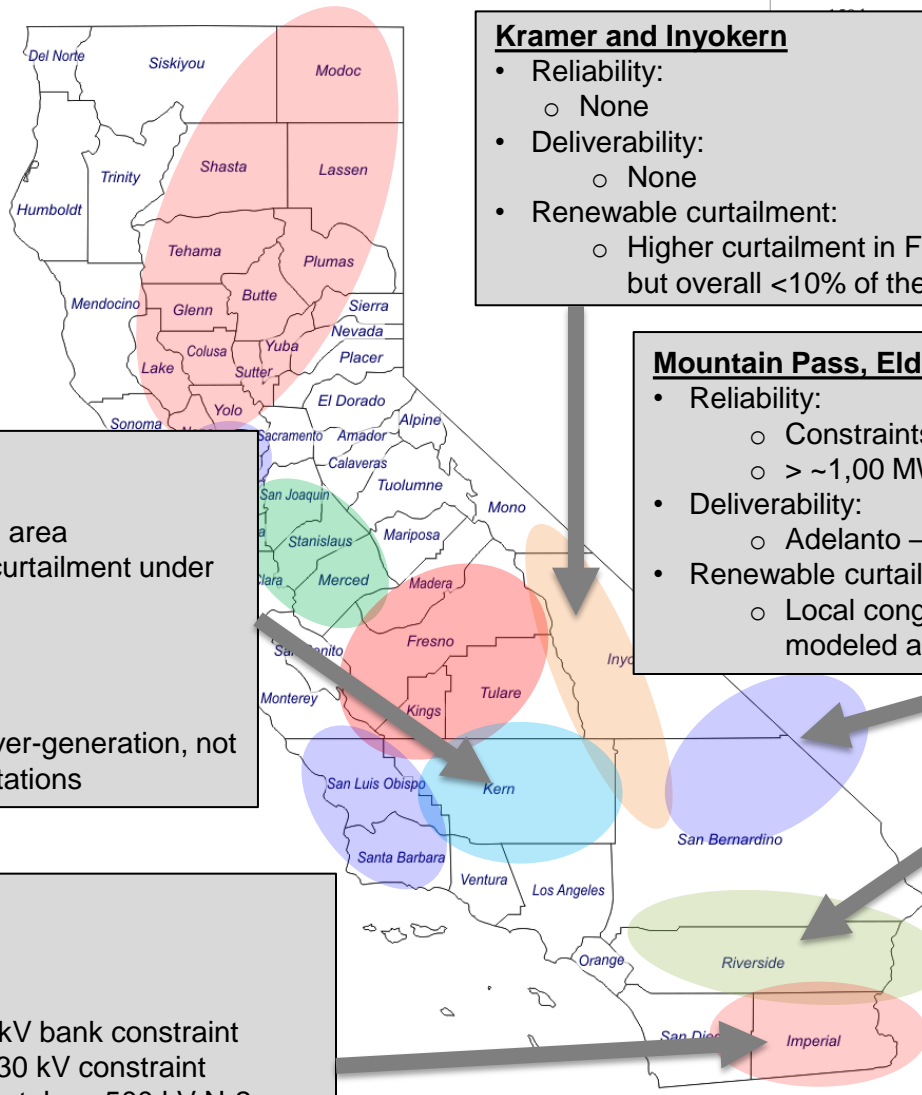 Kramer and Inyokern
• Reliability:
o None
• Deliverability:
o None
• Renewable curtailment:
o Higher curtailment in F
but overall <10% of the
Mountain Pass, Eld
• Reliability:
o Constraints
o > ~1,00 MW
• Deliverability:
o Adelanto –
• Renewable curtail
o Local cong
modeled a
area
curtailment under
ver-generation, not
tations
kV bank constraint
30 kV constraint
Del Norte
Siskiyou
Modoc
Shasta
Lassen
Trinity
Humboldt
Tehama
Plumas
Mendocino
Glenn
Butte
Sierra
Nevada
Colusa
Yuba
Placer
Lake
Sutter
Yolo
El Dorado
Sonoma
Alpine
Sacramento
Amador
Calaveras
San Joaquin
Tuolumne
Mono
Stanislaus
Mariposa
Clara
Merced
Madera
Fresno
San Benito
Inyo
Monterey
Kings
Tulare
San Luis Obispo
Kern
San Bernardino
Santa Barbara
Ventura
Los Angeles
Orange
Riverside
San Die
Imperial